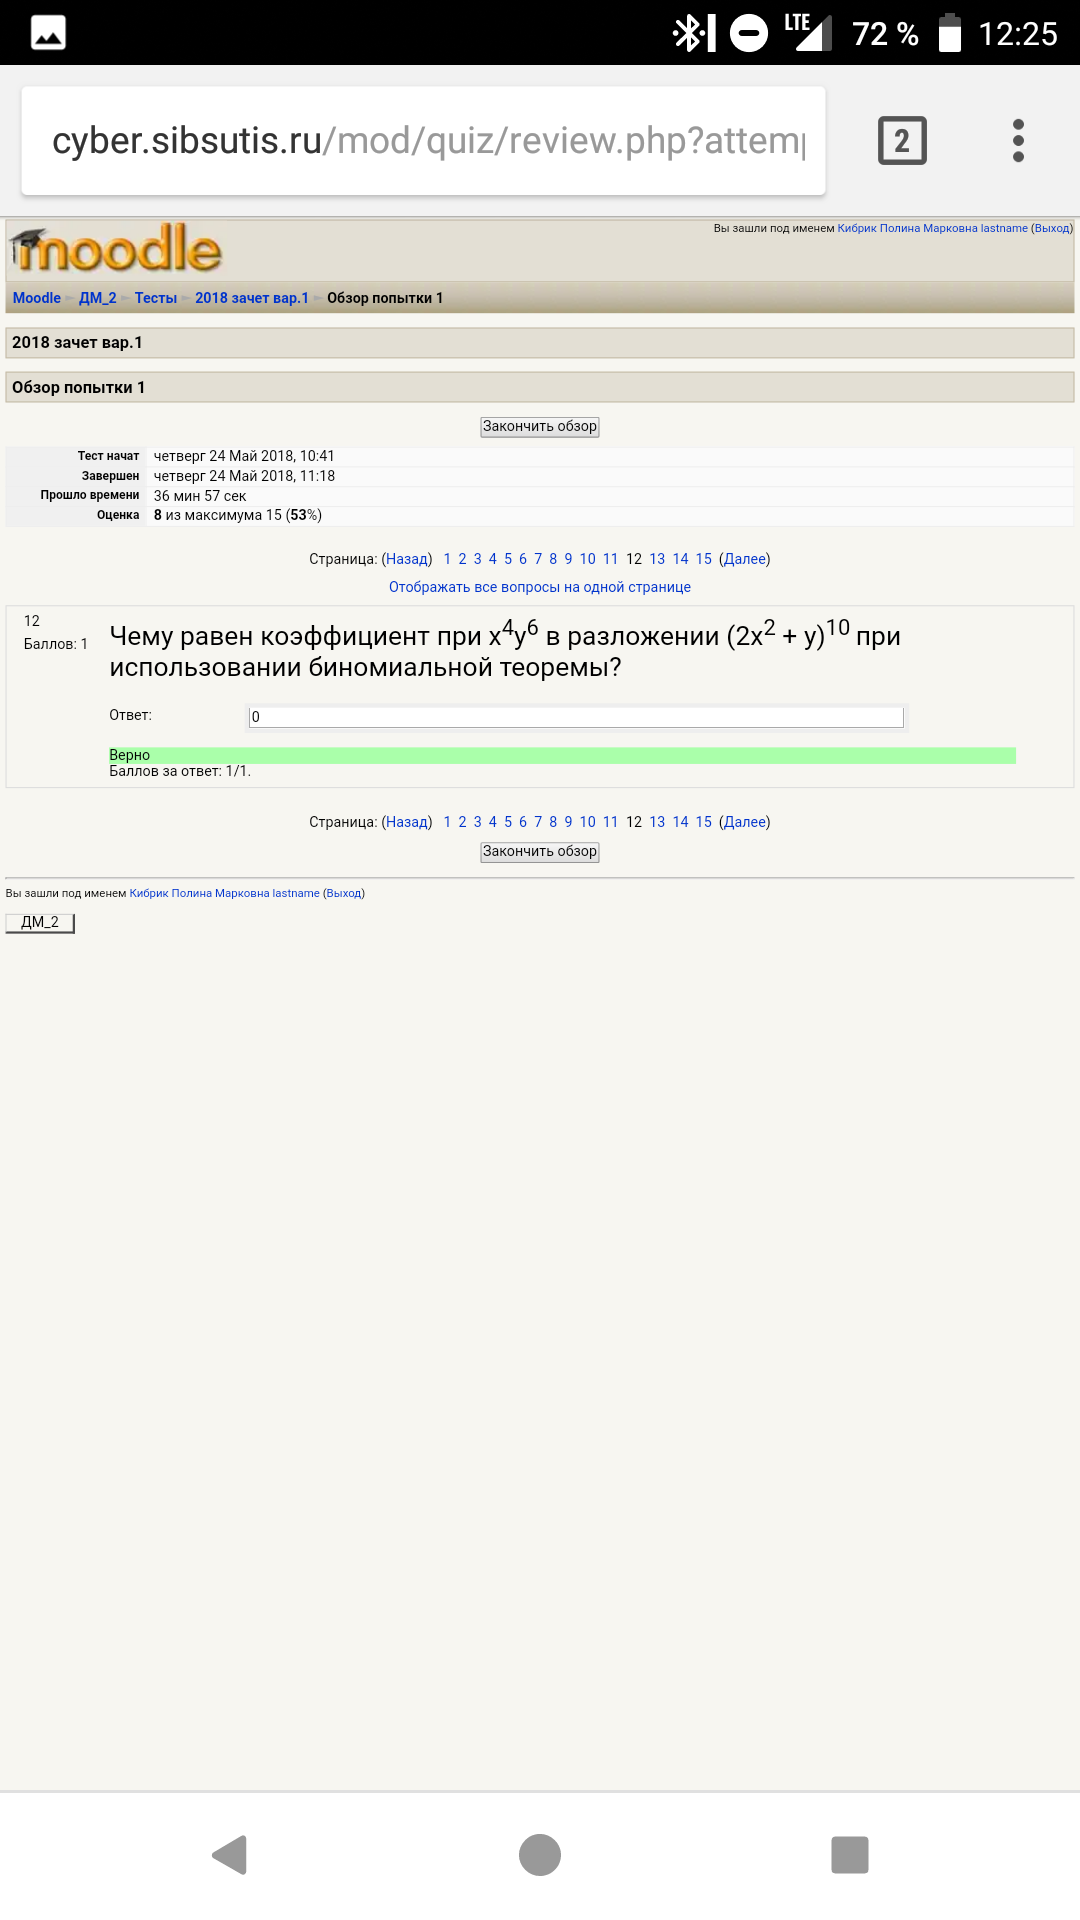 LTE 72 % 12:25
cyber.sibsutis.ru/mod/quiz/review.php?attem
2
moodle
Вы зашли под именем Кибрик Полина Марковна lastname (Выход)
Moodle ► ДМ_2 ► Тесты ► 2018 зачет вар.1 ► Обзор попытки 1
2018 зачет вар.1
Обзор попытки 1
Закончить обзор
Тест начат четверг 24 Май 2018, 10:41
Завершен четверг 24 Май 2018, 11:18
Прошло времени 36 мин 57 сек
Оценка 8 из максимума 15 (53%)
Страница: (Назад) 1 2 3 4 5 6 7 8 9 10 11 12 13 14 15 (Далее)
Отображать все вопросы на одной странице
12
Баллов: 1
Чему равен коэффициент при x⁴y⁶ в разложении (2x² + y)¹⁰ при
использовании биномиальной теоремы?
Ответ: 0
Верно
Баллов за ответ: 1/1.
Страница: (Назад) 1 2 3 4 5 6 7 8 9 10 11 12 13 14 15 (Далее)
Закончить обзор
Вы зашли под именем Кибрик Полина Марковна lastname (Выход)
ДМ_2